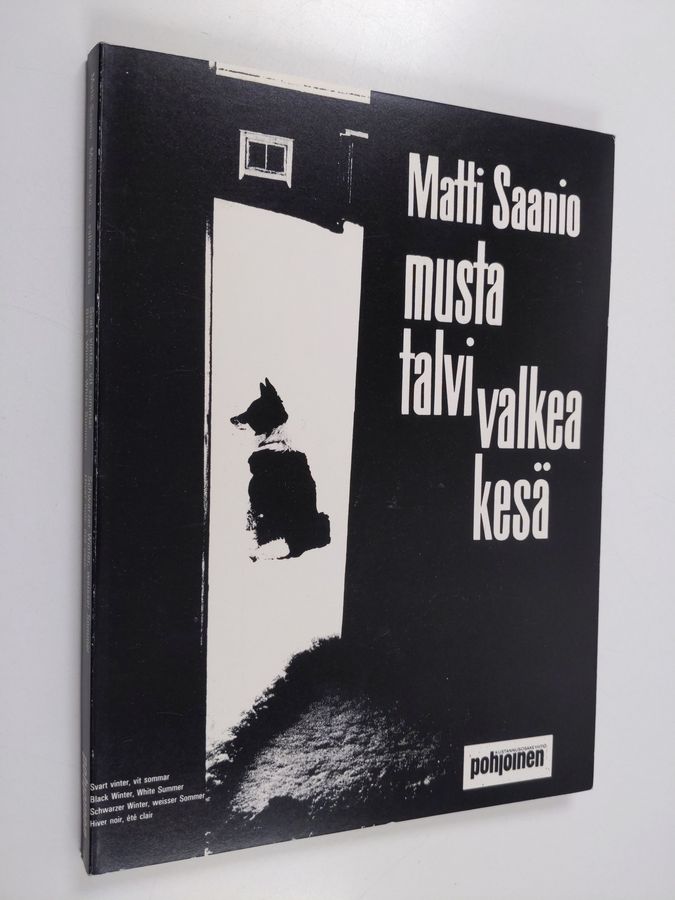 Matti Saanio
musta
talvi
valkea
kesä
KUSTANNUSOSAKEYHTIÖ
pohjoinen
Svart vinter, vit sommar
Black Winter, White Summer
Schwarzer Winter, weisser Sommer
Hiver noir, été clair